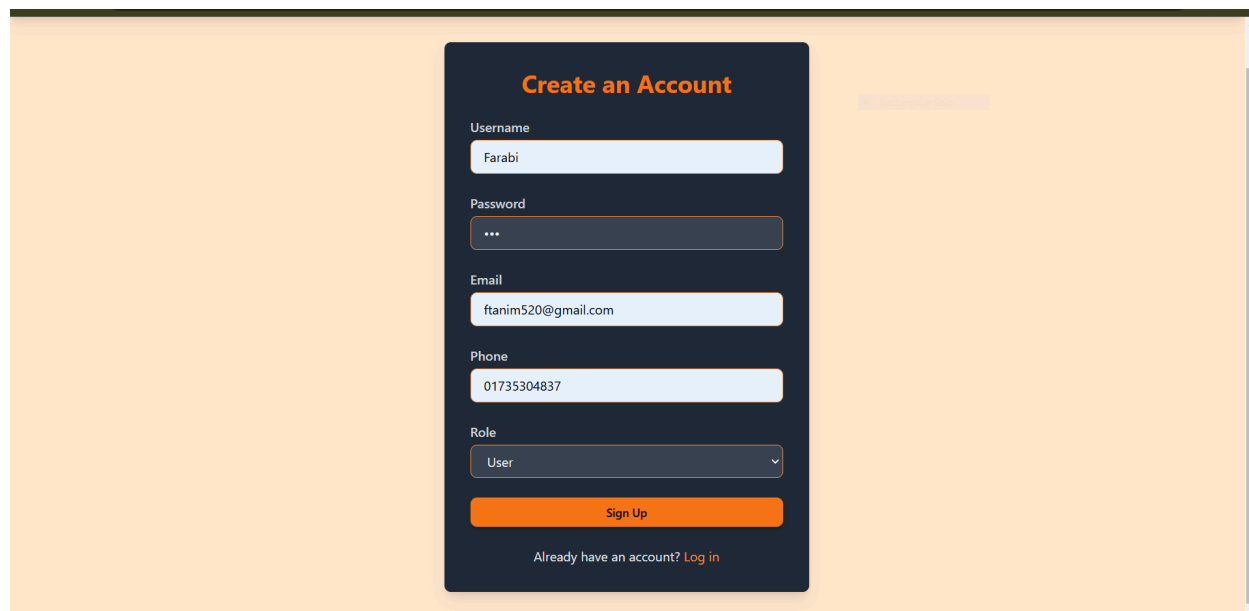 Create an Account
Username
Farabi
Password
•••
Email
ftanim520@gmail.com
Phone
01735304837
Role
User
Sign Up
Already have an account? Log in